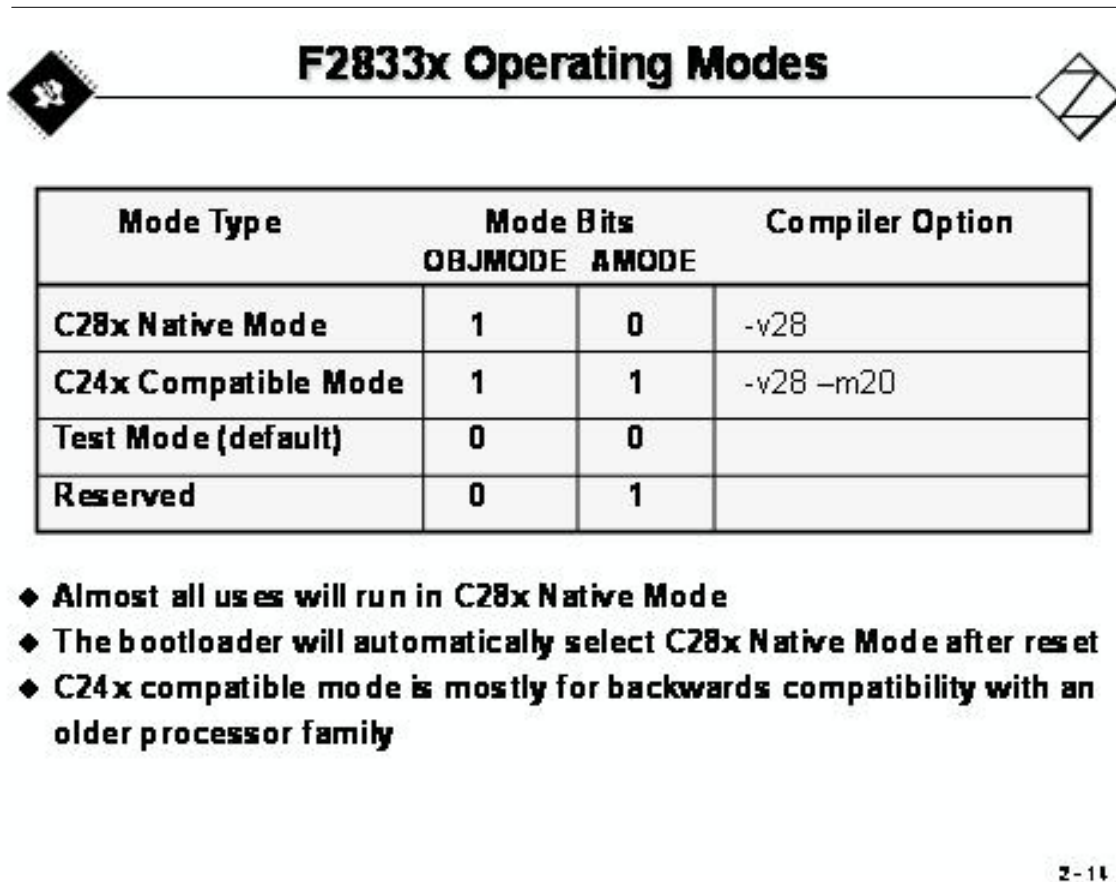 F2833x Operating Modes
Mode Type Mode Bits Compiler Option
OBJMODE AMODE
C28x Native Mode 1 0 -v28
C24x Compatible Mode 1 1 -v28 –m20
Test Mode (default) 0 0
Reserved 0 1
◆ Almost all uses will run in C28x Native Mode
◆ The bootloader will automatically select C28x Native Mode after reset
◆ C24x compatible mode is mostly for backwards compatibility with an
older processor family